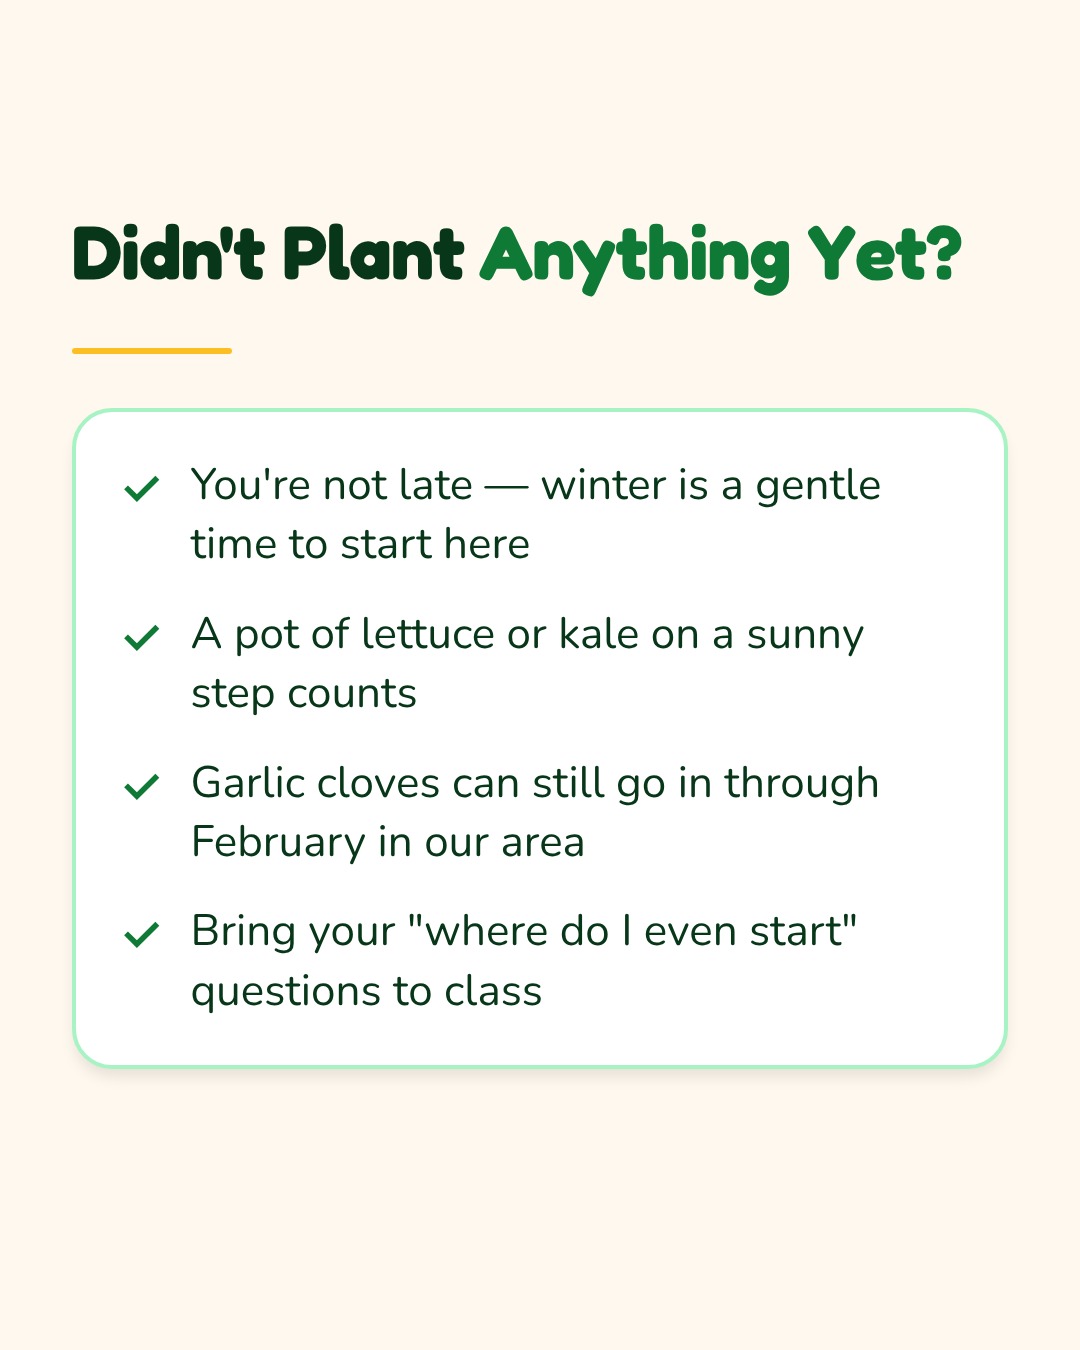 Didn't Plant Anything Yet?
You're not late — winter is a gentle
time to start here
A pot of lettuce or kale on a sunny
step counts
Garlic cloves can still go in through
February in our area
Bring your "where do I even start"
questions to class